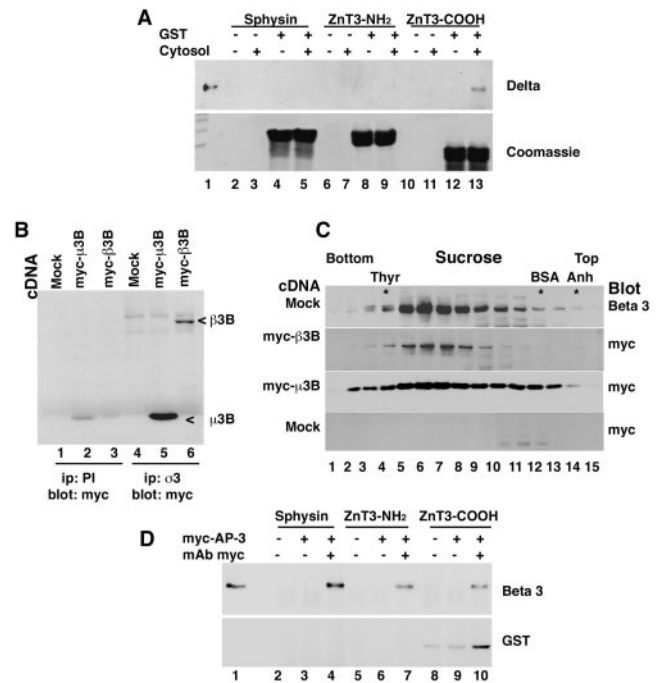 A
Sphysin ZnT3-NH2 ZnT3-COOH
GST - - + + - - + + - - + +
Cytosol - + - + - + - + - + - +
Delta
Coomassie
1 2 3 4 5 6 7 8 9 10 11 12 13
B
cDNA
Mock
myc-μ3B
myc-β3B
Mock
myc-μ3B
myc-β3B
< β3B
< μ3B
1 2 3 4 5 6
ip: PI ip: σ3
blot: myc blot: myc
C
Bottom Sucrose Top
cDNA Thyr BSA Anh Blot
* * *
Mock Beta 3
myc-β3B myc
myc-μ3B myc
Mock myc
1 2 3 4 5 6 7 8 9 10 11 12 13 14 15
D
Sphysin ZnT3-NH2 ZnT3-COOH
myc-AP-3 - + + - + + - + +
mAb myc - - + - - + - - +
Beta 3
GST
1 2 3 4 5 6 7 8 9 10